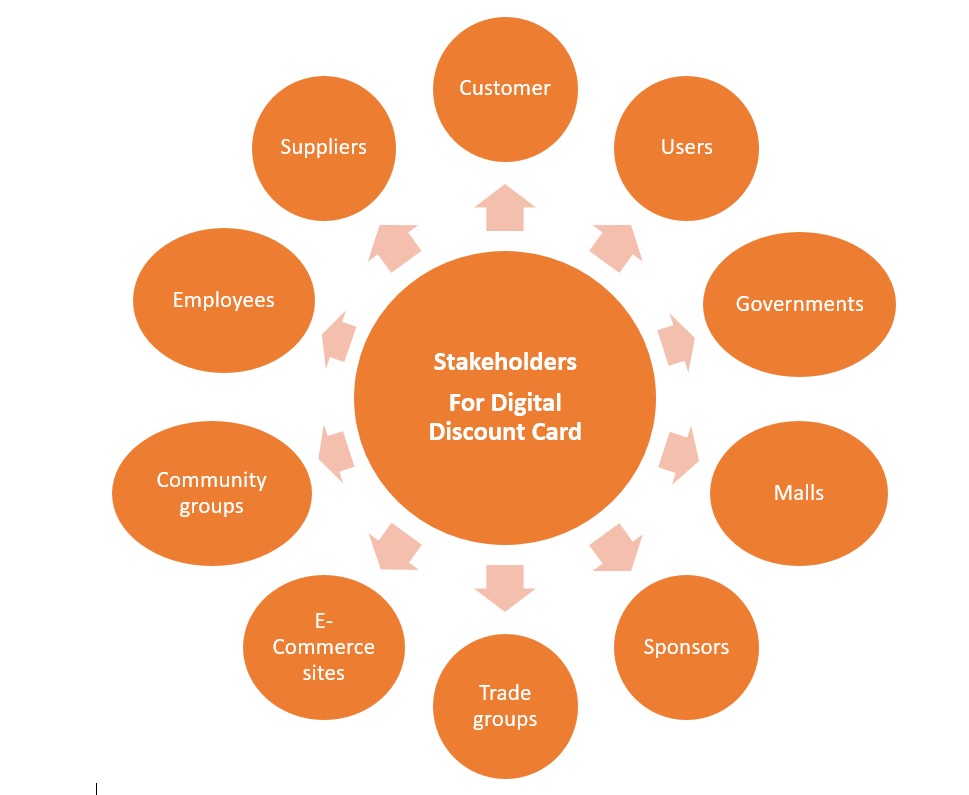 Customer
Suppliers
Users
Employees
Governments
Stakeholders
For Digital
Discount Card
Community
groups
Malls
E-
Commerce
sites
Sponsors
Trade
groups